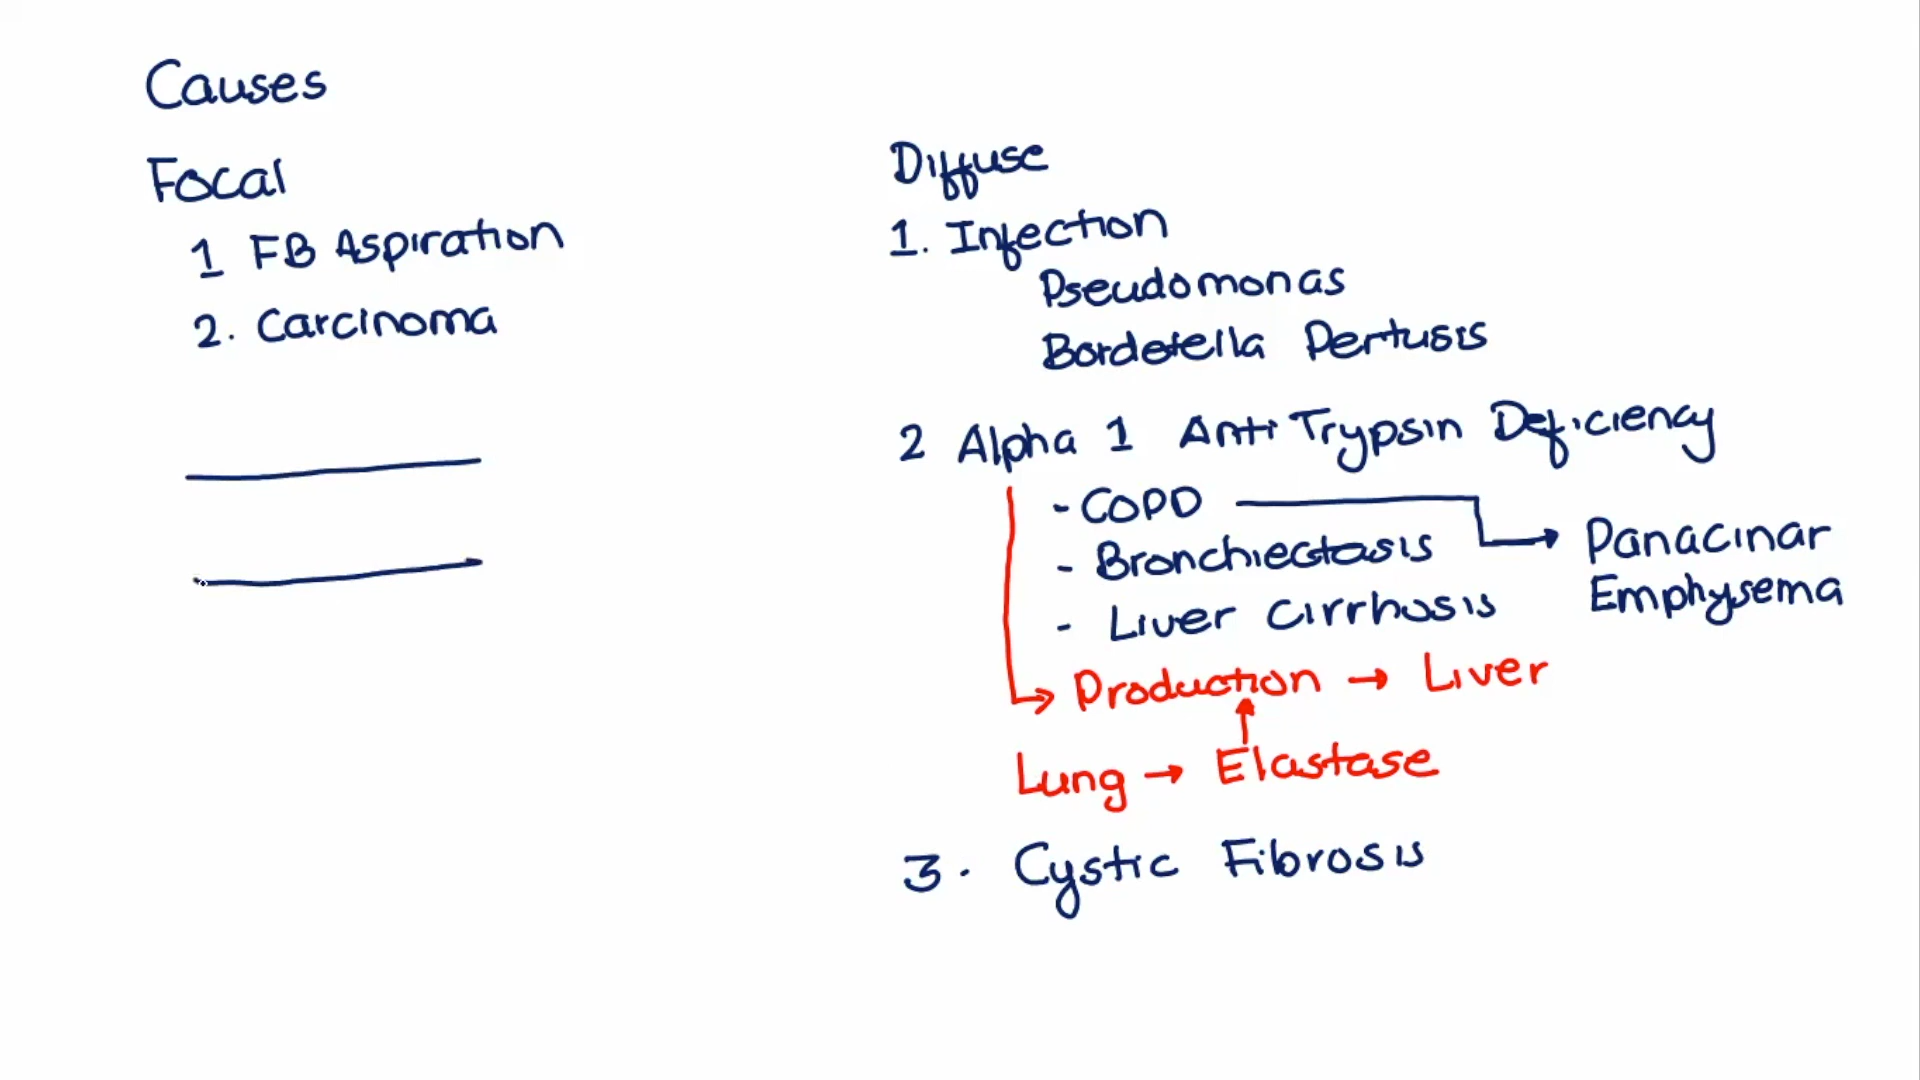 Causes
Focal
1 FB Aspiration
2. Carcinoma
Diffuse
1. Infection
Pseudomonas
Bordetella Pertusis
2 Alpha 1 Anti Trypsin Deficiency
- COPD → Panacinar Emphysema
- Bronchiectasis
- Liver Cirrhosis
→ Production → Liver
Lung → Elastase
3. Cystic Fibrosis